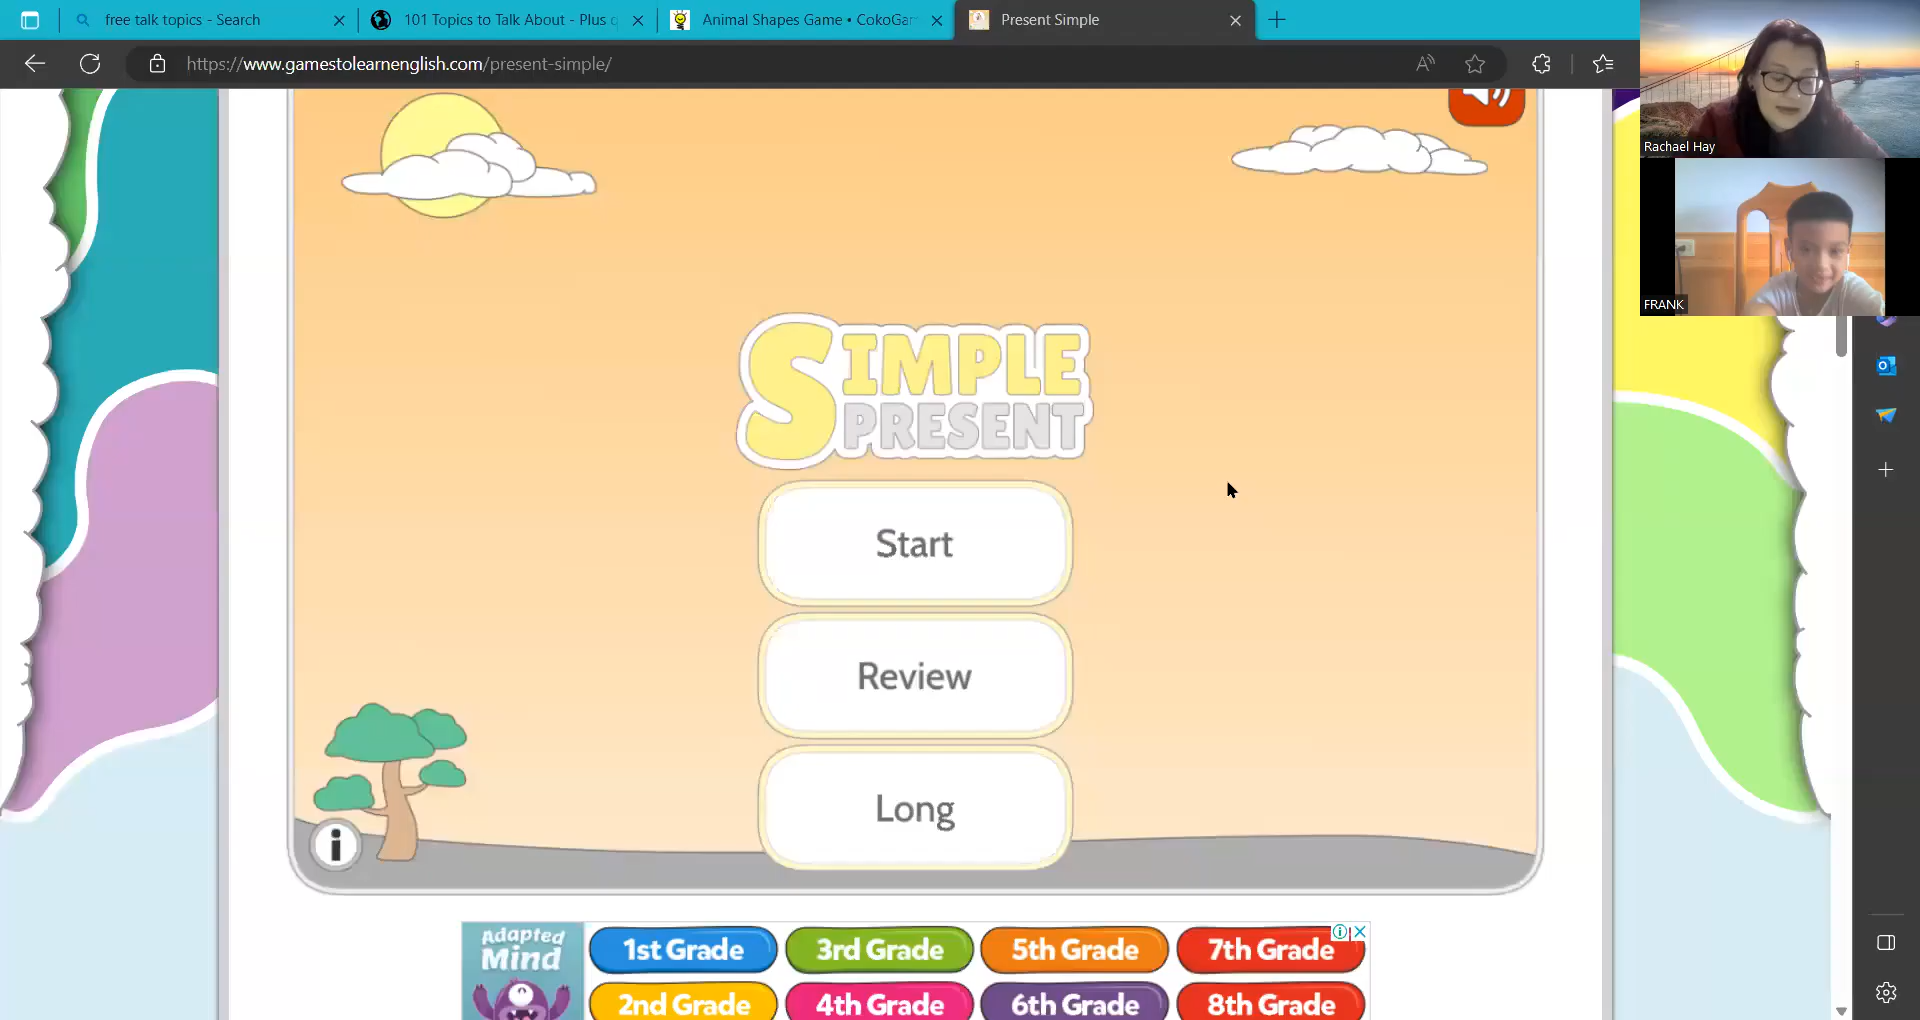 free talk topics - Search
101 Topics to Talk About - Plus q
Animal Shapes Game • CokoGar
Present Simple
https://www.gamestolearnenglish.com/present-simple/
Rachael Hay
FRANK
SIMPLE
PRESENT
Start
Review
Long
i
Adapted
Mind
1st Grade
3rd Grade
5th Grade
7th Grade
2nd Grade
4th Grade
6th Grade
8th Grade